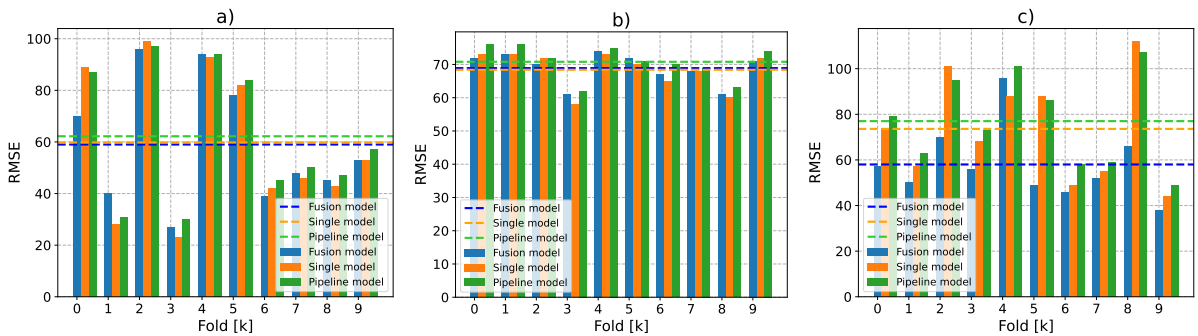 a)
RMSE
100
80
60
40
20
0
0 1 2 3 4 5 6 7 8 9
Fold [k]
Fusion model
Single model
Pipeline model
Fusion model
Single model
Pipeline model
b)
RMSE
70
60
50
40
30
20
10
0
0 1 2 3 4 5 6 7 8 9
Fold [k]
Fusion model
Single model
Pipeline model
Fusion model
Single model
Pipeline model
c)
RMSE
100
80
60
40
20
0
0 1 2 3 4 5 6 7 8 9
Fold [k]
Fusion model
Single model
Pipeline model
Fusion model
Single model
Pipeline model